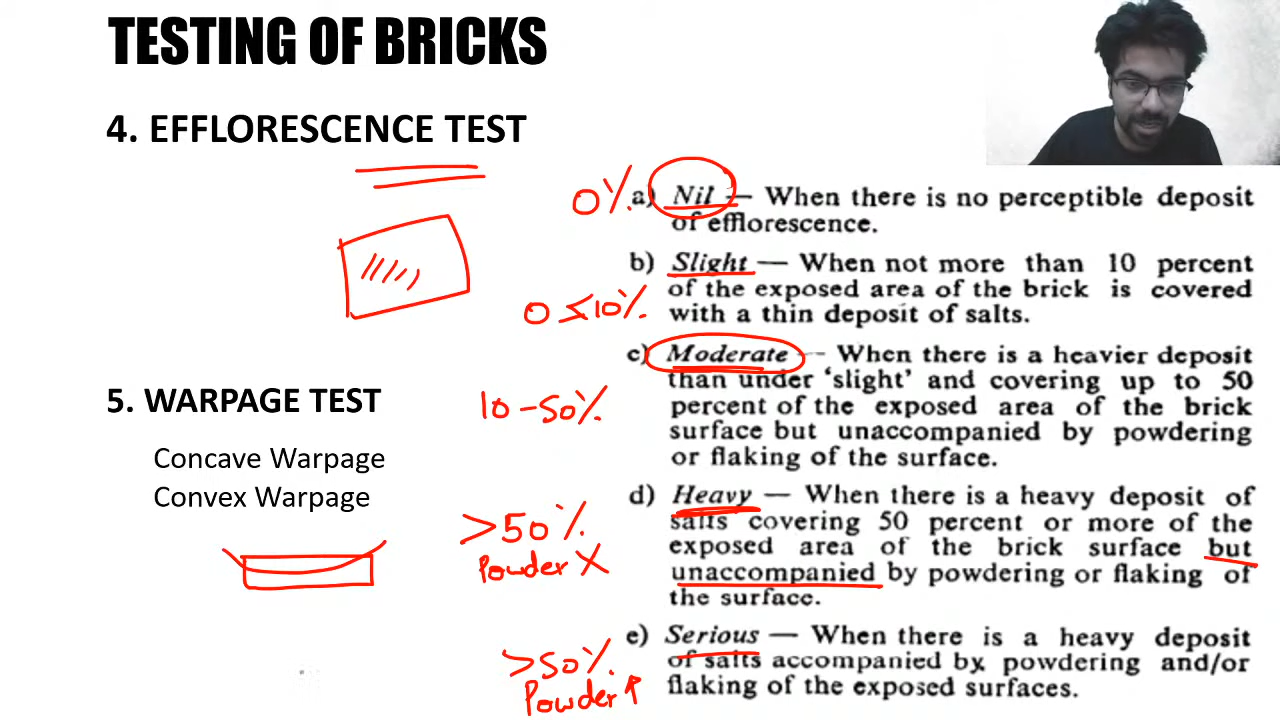 TESTING OF BRICKS
4. EFFLORESCENCE TEST
0%
a) Nil — When there is no perceptible deposit
of efflorescence.
b) Slight — When not more than 10 percent
of the exposed area of the brick is covered
with a thin deposit of salts.
0 ≤10%
c) Moderate — When there is a heavier deposit
than under ‘slight’ and covering up to 50
percent of the exposed area of the brick
surface but unaccompanied by powdering
or flaking of the surface.
10-50%
5. WARPAGE TEST
Concave Warpage
Convex Warpage
d) Heavy — When there is a heavy deposit of
salts covering 50 percent or more of the
exposed area of the brick surface but
unaccompanied by powdering or flaking of
the surface.
>50%
Powder X
e) Serious — When there is a heavy deposit
of salts accompanied by powdering and/or
flaking of the exposed surfaces.
>50%
Powder ↑